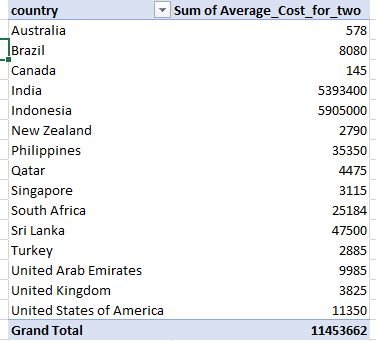 country Sum of Average_Cost_for_two
Australia 578
Brazil 8080
Canada 145
India 5393400
Indonesia 5905000
New Zealand 2790
Philippines 35350
Qatar 4475
Singapore 3115
South Africa 25184
Sri Lanka 47500
Turkey 2885
United Arab Emirates 9985
United Kingdom 3825
United States of America 11350
Grand Total 11453662